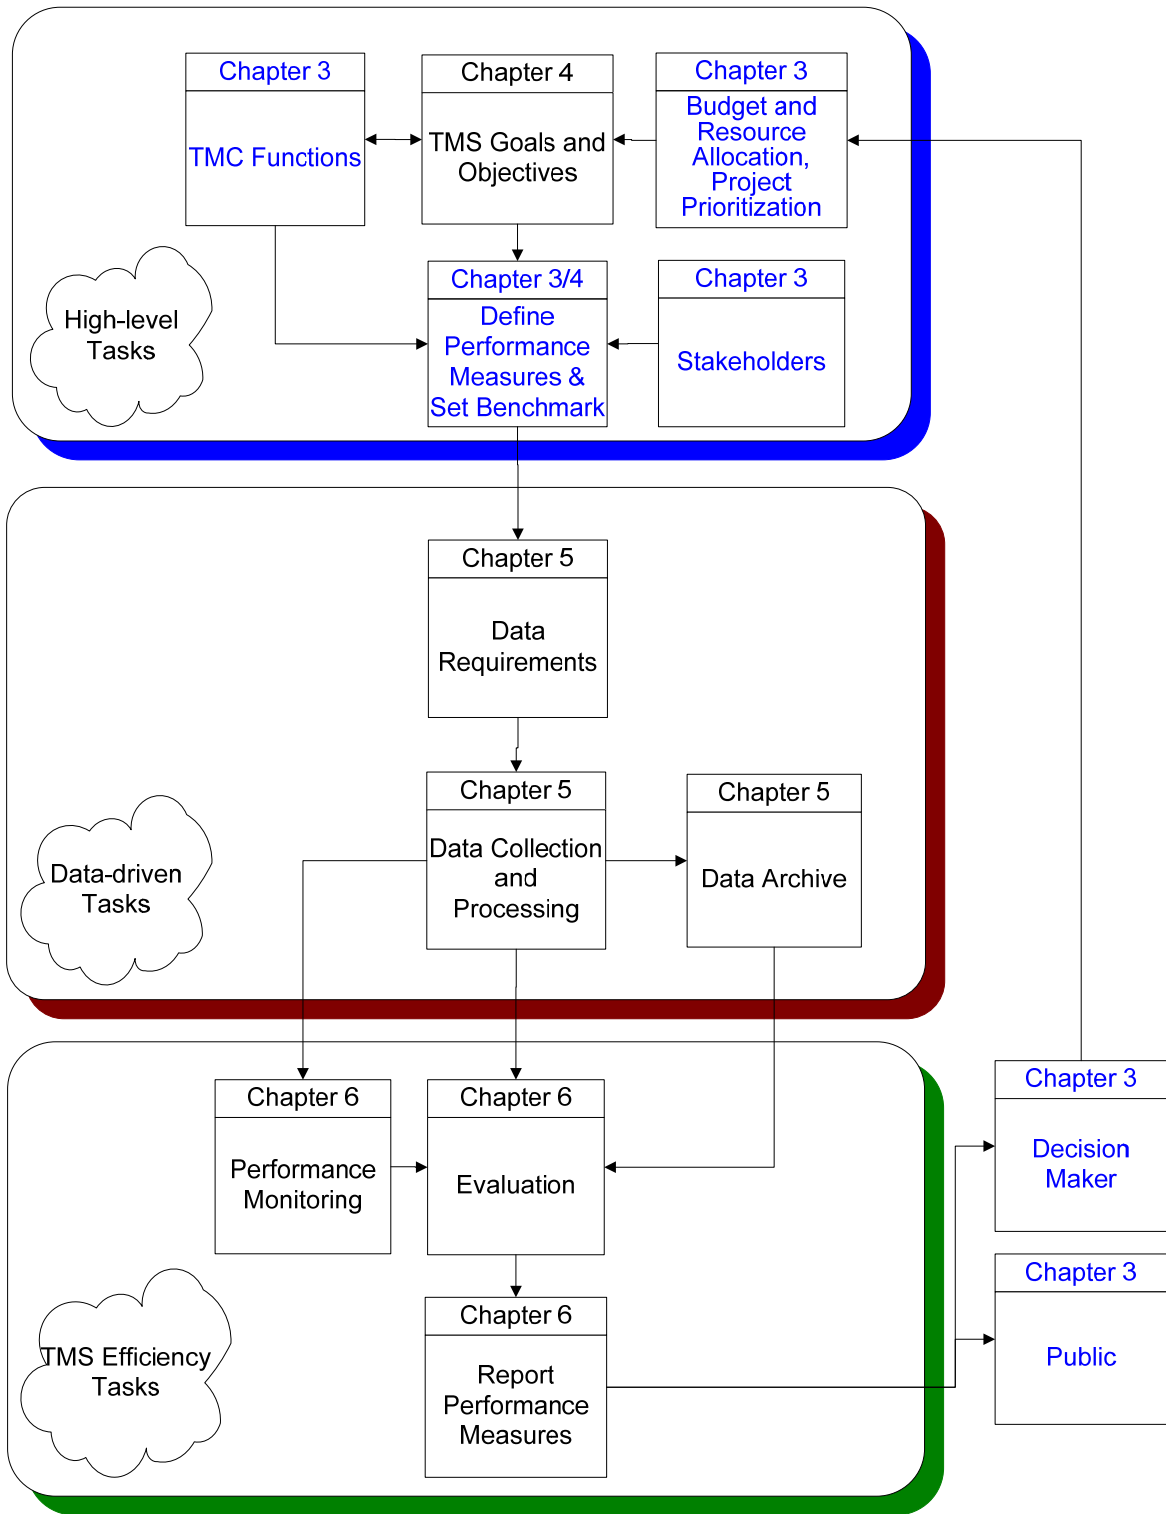 Chapter 3
TMC Functions
Chapter 4
TMS Goals and
Objectives
Chapter 3
Budget and
Resource
Allocation,
Project
Prioritization
High-level
Tasks
Chapter 3/4
Define
Performance
Measures &
Set Benchmark
Chapter 3
Stakeholders
Chapter 5
Data
Requirements
Data-driven
Tasks
Chapter 5
Data Collection
and
Processing
Chapter 5
Data Archive
Chapter 6
Performance
Monitoring
Chapter 6
Evaluation
Chapter 3
Decision
Maker
TMS Efficiency
Tasks
Chapter 6
Report
Performance
Measures
Chapter 3
Public